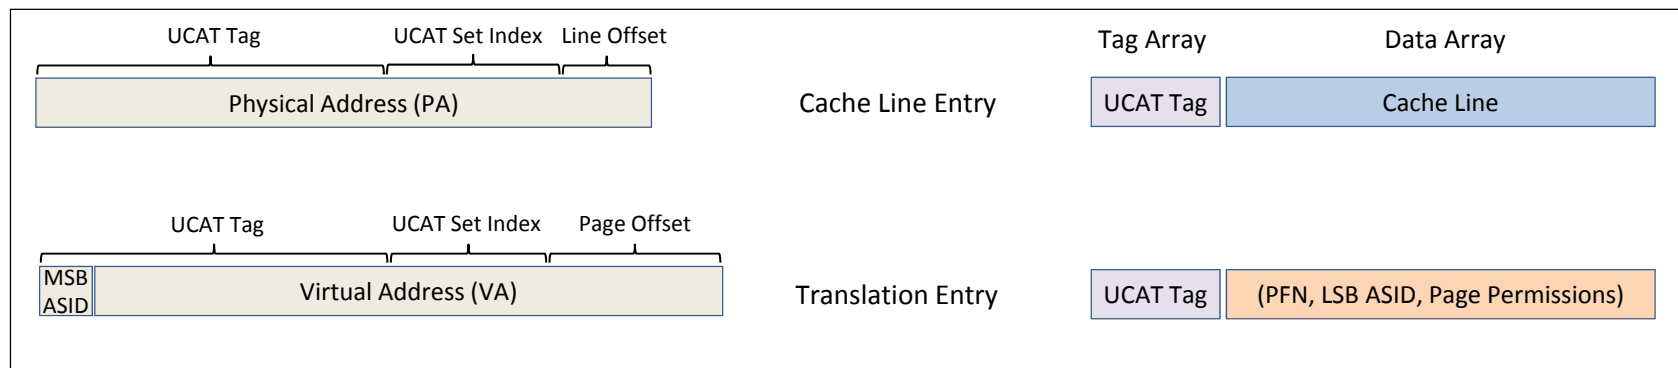 UCAT Tag UCAT Set Index Line Offset Tag Array Data Array
Physical Address (PA) Cache Line Entry UCAT Tag Cache Line
UCAT Tag UCAT Set Index Page Offset
MSB
ASID Virtual Address (VA) Translation Entry UCAT Tag (PFN, LSB ASID, Page Permissions)